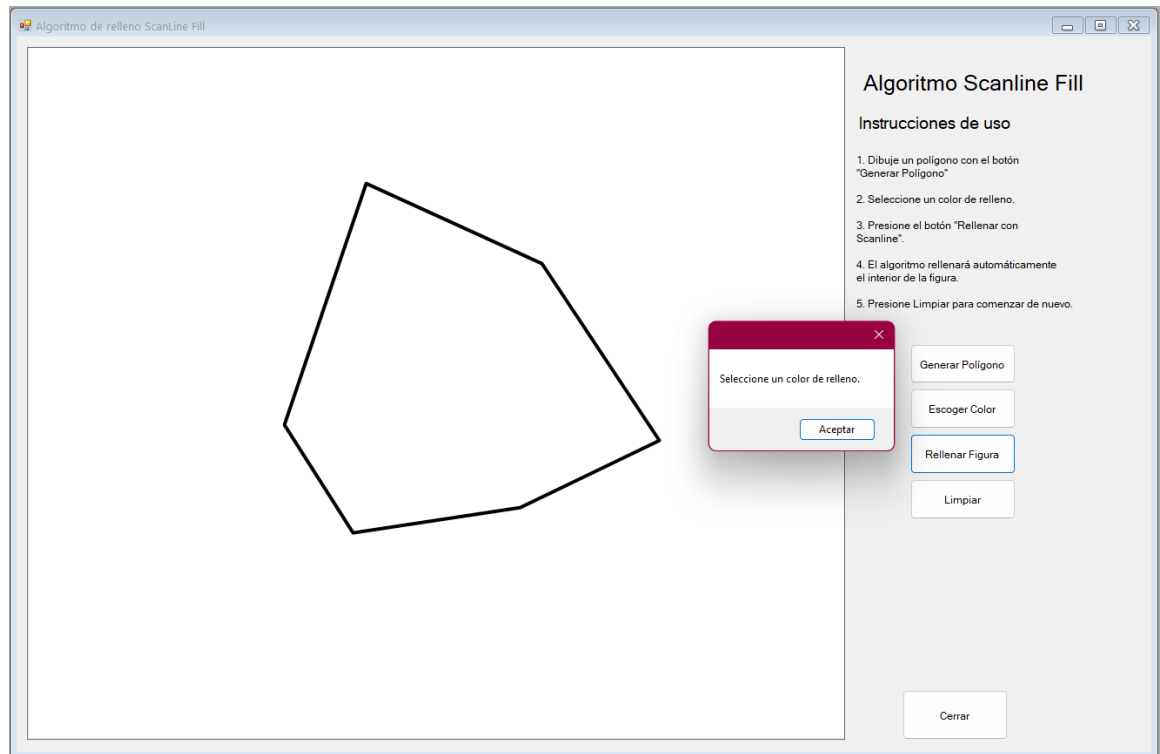 Algoritmo de relleno ScanLine Fill
Algoritmo Scanline Fill
Instrucciones de uso
1. Dibuje un polígono con el botón
"Generar Polígono"
2. Seleccione un color de relleno.
3. Presione el botón "Rellenar con
Scanline".
4. El algoritmo rellenará automáticamente
el interior de la figura.
5. Presione Limpiar para comenzar de nuevo.
Seleccione un color de relleno.
Aceptar
Generar Polígono
Escoger Color
Rellenar Figura
Limpiar
Cerrar